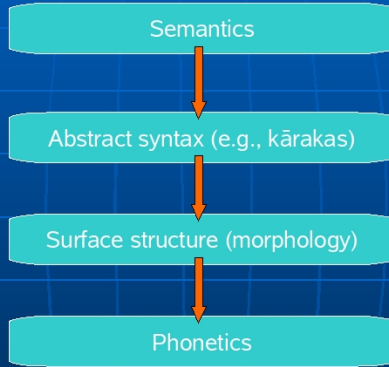 Semantics
Abstract syntax (e.g., kārakas)
Surface structure (morphology)
Phonetics